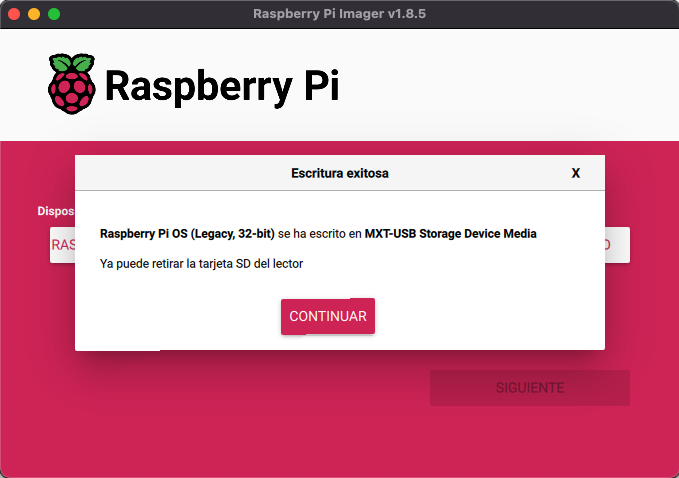 Raspberry Pi Imager v1.8.5
Raspberry Pi
Escritura exitosa X
Dispos
Raspberry Pi OS (Legacy, 32-bit) se ha escrito en MXT-USB Storage Device Media
RAS
O
Ya puede retirar la tarjeta SD del lector
CONTINUAR
SIGUIENTE